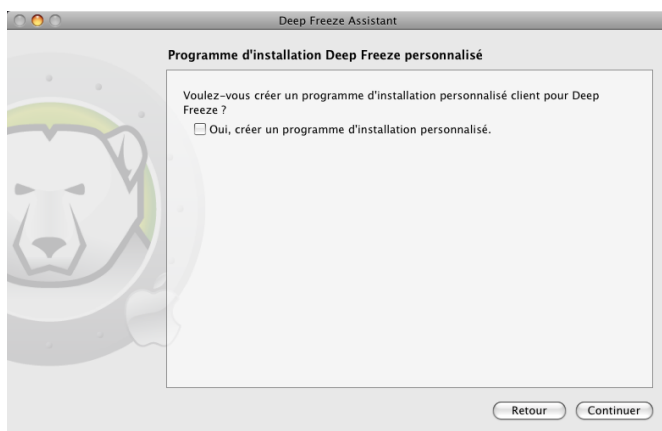 Deep Freeze Assistant
Programme d'installation Deep Freeze personnalisé
Voulez-vous créer un programme d'installation personnalisé client pour Deep
Freeze ?
Oui, créer un programme d'installation personnalisé.
Retour
Continuer